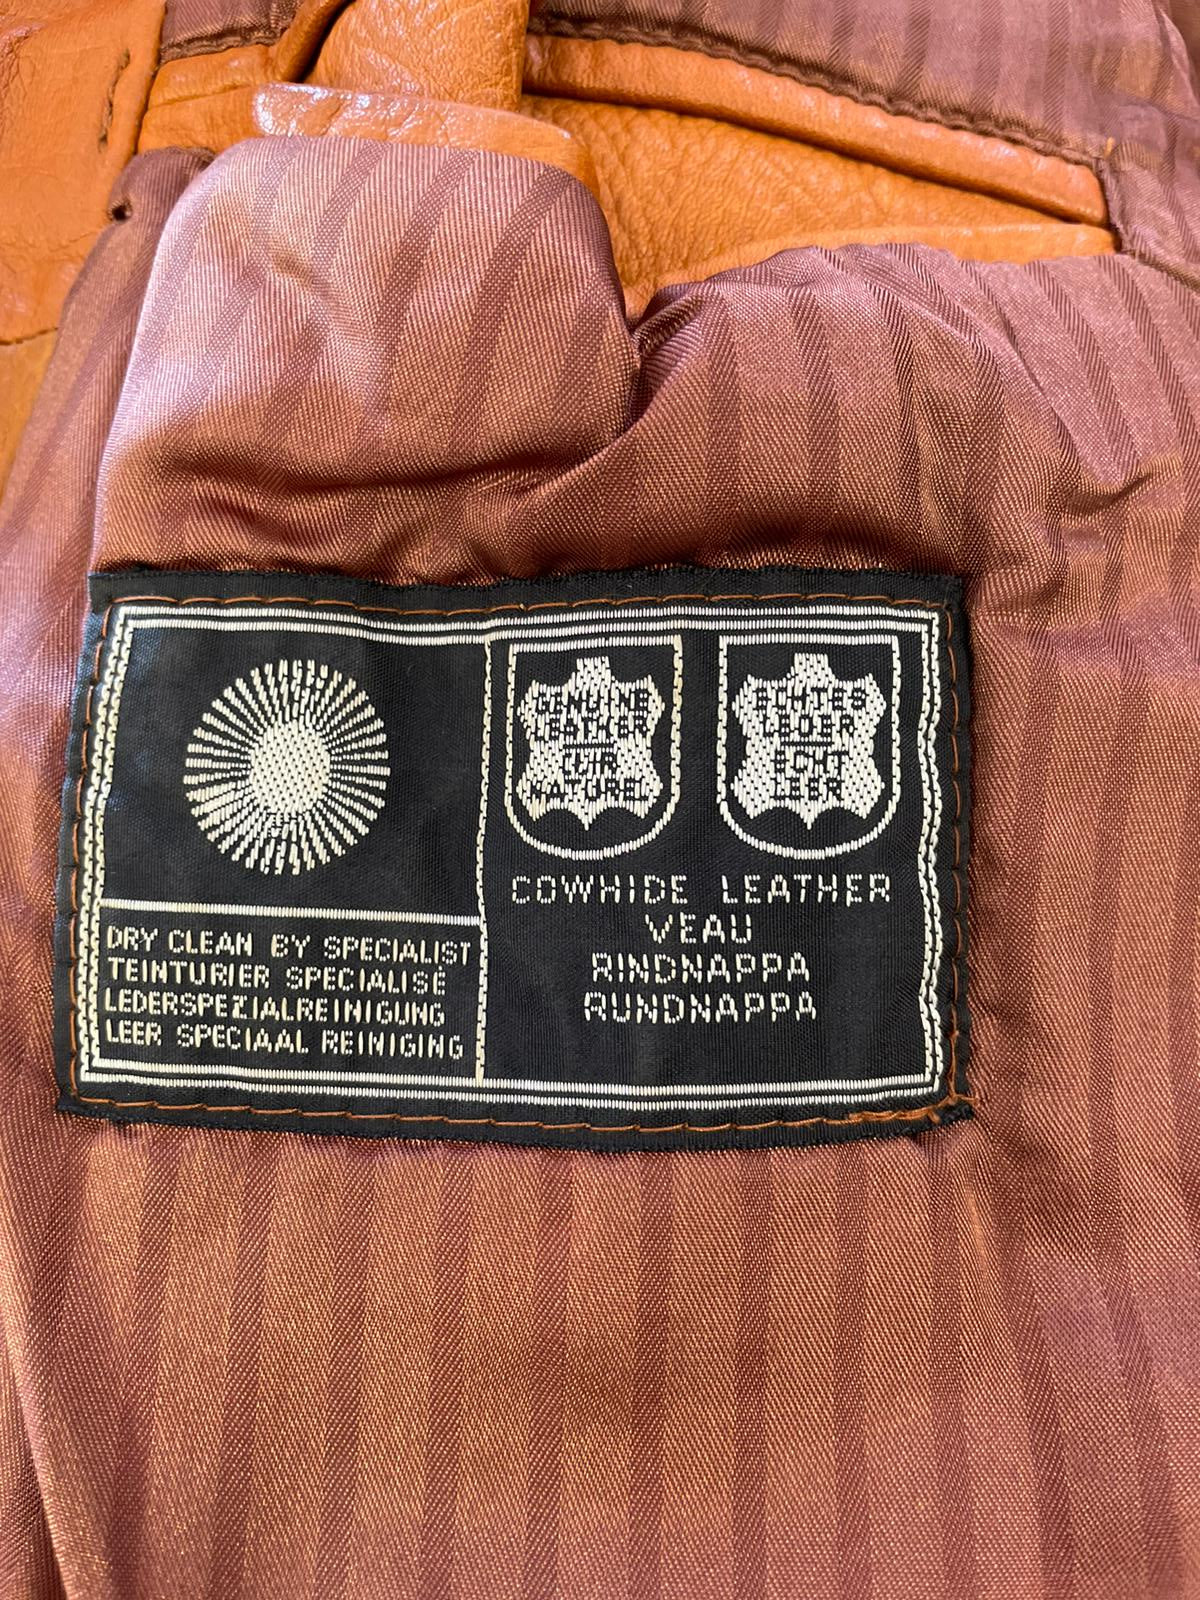 DRY CLEAN BY SPECIALIST
TEINTURIER SPECIALISÉ
LEDERSPEZIALREINIGUNG
LEER SPECIAAL REINIGING
GENUINE
LEATHER
CUIR
NATUREL
ECHTES
LEDER
ECHT
LEER
COWHIDE LEATHER
VEAU
RINDNAPPA
RUNDNAPPA